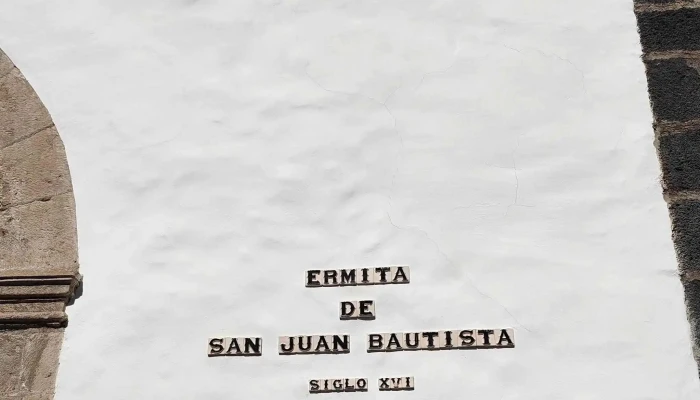 ERMITA
DE
SAN JUAN BAUTISTA
SIGLO XVI